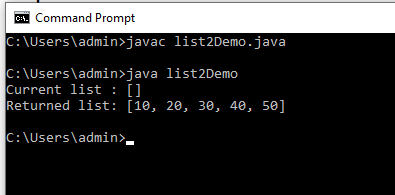 Command Prompt
C:\Users\admin>javac list2Demo.java
C:\Users\admin>java list2Demo
Current list : []
Returned list: [10, 20, 30, 40, 50]
C:\Users\admin>